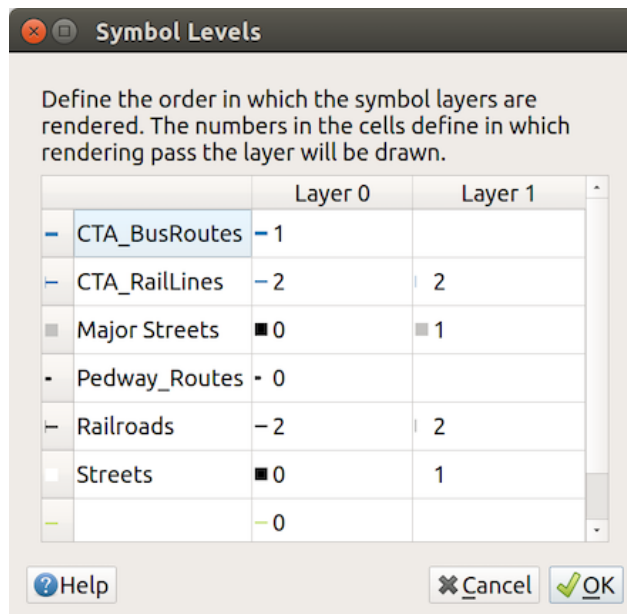 Symbol Levels
Define the order in which the symbol layers are
rendered. The numbers in the cells define in which
rendering pass the layer will be drawn.
Layer 0 Layer 1
CTA_BusRoutes 1
CTA_RailLines 2 2
Major Streets 0 1
Pedway_Routes 0
Railroads 2 2
Streets 0 1
0
Help Cancel OK